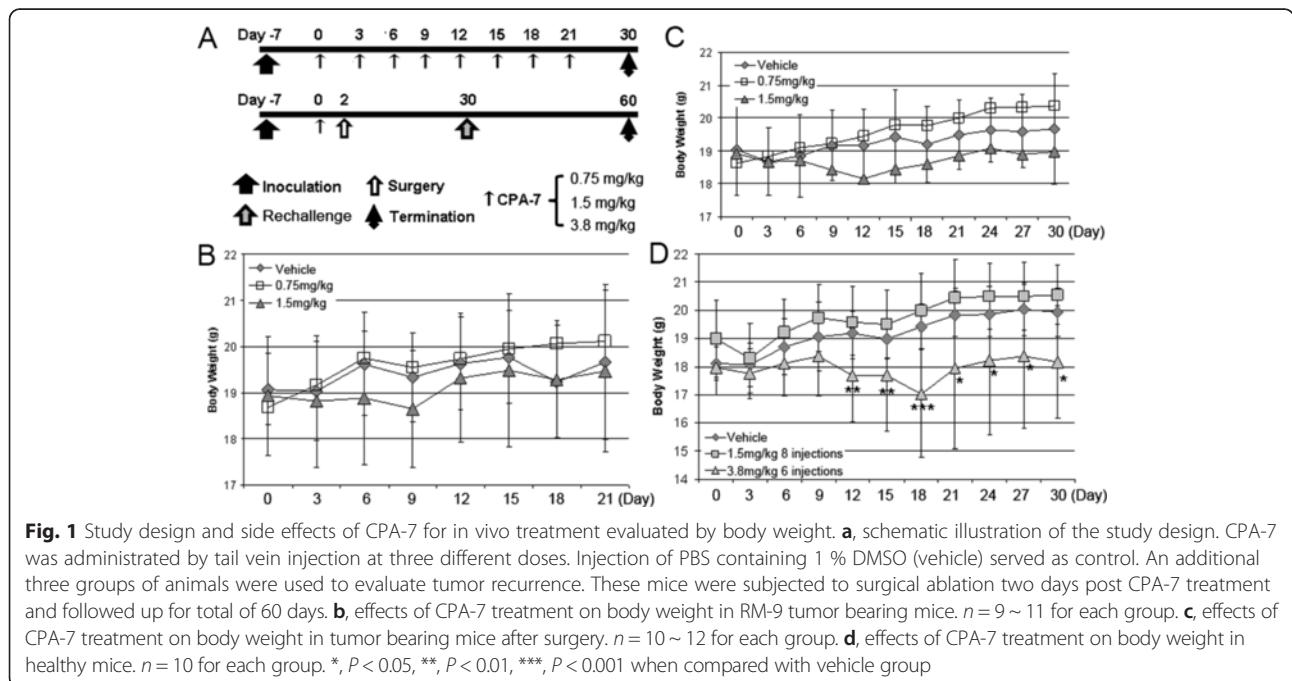 A
Day -7 0 3 6 9 12 15 18 21 30
Day -7 0 2 30 60
Inoculation Surgery
Rechallenge Termination
↑ CPA-7
0.75 mg/kg
1.5 mg/kg
3.8 mg/kg
B
Body Weight (g)
22
21
20
19
18
17
Vehicle
0.75mg/kg
1.5mg/kg
0 3 6 9 12 15 18 21 (Day)
C
Body Weight (g)
22
21
20
19
18
17
Vehicle
0.75mg/kg
1.5mg/kg
0 3 6 9 12 15 18 21 24 27 30 (Day)
D
Body Weight (g)
22
21
20
19
18
17
16
15
14
** ** *** * * * *
Vehicle
1.5mg/kg 8 injections
3.8mg/kg 6 injections
0 3 6 9 12 15 18 21 24 27 30 (Day)
Fig. 1 Study design and side effects of CPA-7 for in vivo treatment evaluated by body weight. a, schematic illustration of the study design. CPA-7
was administrated by tail vein injection at three different doses. Injection of PBS containing 1 % DMSO (vehicle) served as control. An additional
three groups of animals were used to evaluate tumor recurrence. These mice were subjected to surgical ablation two days post CPA-7 treatment
and followed up for total of 60 days. b, effects of CPA-7 treatment on body weight in RM-9 tumor bearing mice. n = 9 ~ 11 for each group. c, effects of
CPA-7 treatment on body weight in tumor bearing mice after surgery. n = 10 ~ 12 for each group. d, effects of CPA-7 treatment on body weight in
healthy mice. n = 10 for each group. *, P < 0.05, **, P < 0.01, ***, P < 0.001 when compared with vehicle group